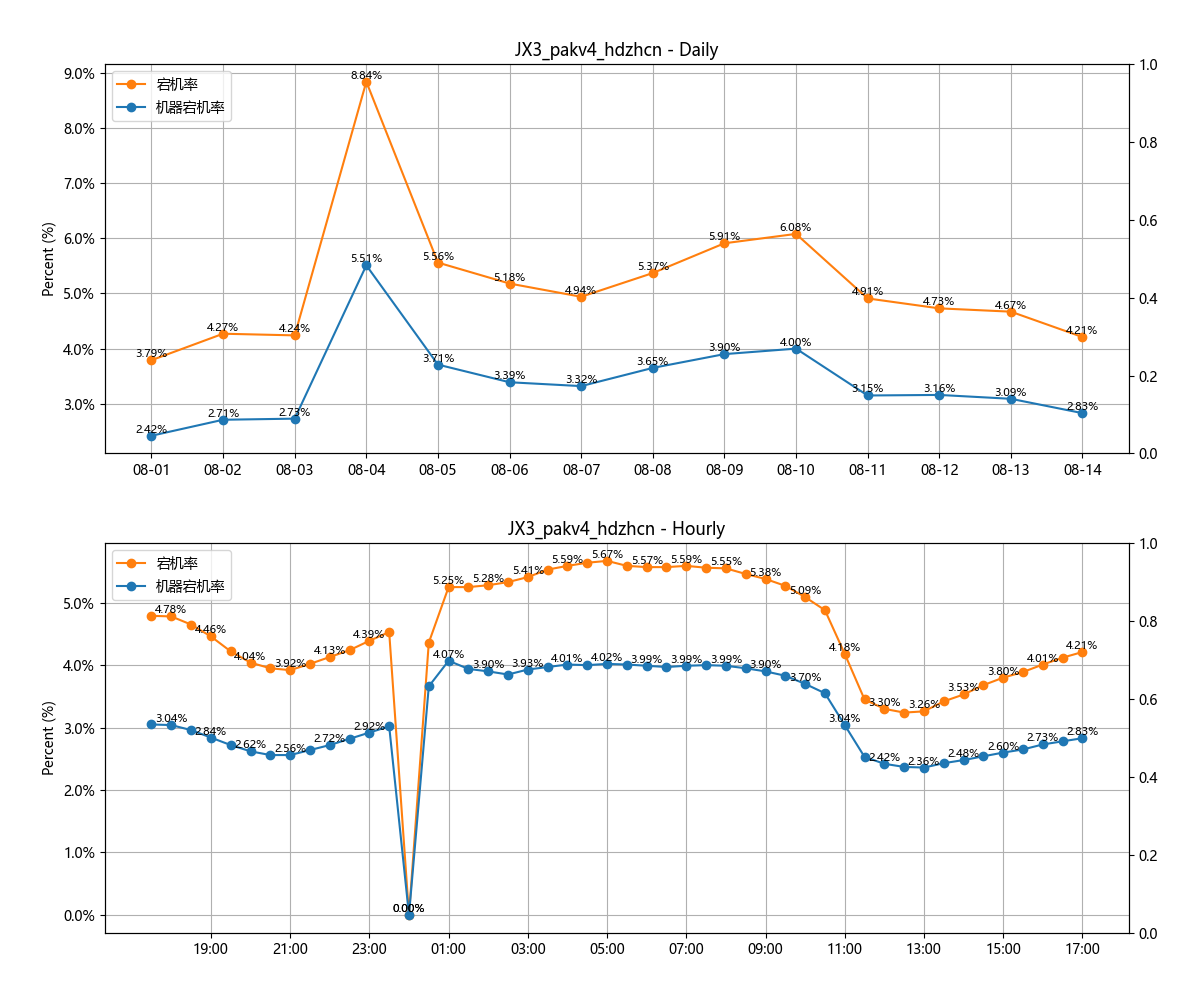 JX3_pakv4_hdzhcn - Daily
宕机率
机器宕机率
Percent (%)
9.0%
8.0%
7.0%
6.0%
5.0%
4.0%
3.0%
1.0
0.8
0.6
0.4
0.2
0.0
3.79% 4.27% 4.24% 8.84% 5.56% 5.18% 4.94% 5.37% 5.91% 6.08% 4.91% 4.73% 4.67% 4.21%
2.42% 2.71% 2.73% 5.51% 3.71% 3.39% 3.32% 3.65% 3.90% 4.00% 3.15% 3.16% 3.09% 2.83%
08-01 08-02 08-03 08-04 08-05 08-06 08-07 08-08 08-09 08-10 08-11 08-12 08-13 08-14
JX3_pakv4_hdzhcn - Hourly
宕机率
机器宕机率
Percent (%)
5.0%
4.0%
3.0%
2.0%
1.0%
0.0%
1.0
0.8
0.6
0.4
0.2
0.0
4.78% 4.46% 4.04% 3.92% 4.13% 4.39% 0.00% 5.25% 5.28% 5.41% 5.59% 5.67% 5.57% 5.59% 5.55% 5.38% 5.09% 4.18% 3.30% 3.26% 3.53% 3.80% 4.01% 4.21%
3.04% 2.84% 2.62% 2.56% 2.72% 2.92% 0.00% 4.07% 3.90% 3.93% 4.01% 4.02% 3.99% 3.99% 3.99% 3.90% 3.70% 3.04% 2.42% 2.36% 2.48% 2.60% 2.73% 2.83%
19:00 21:00 23:00 01:00 03:00 05:00 07:00 09:00 11:00 13:00 15:00 17:00